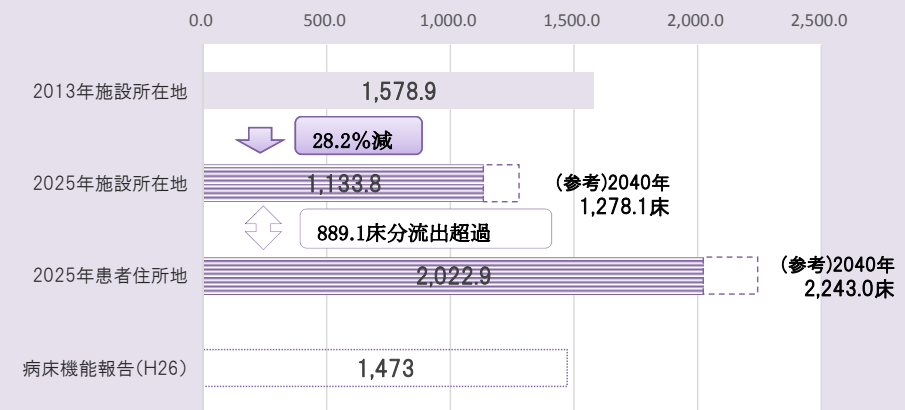 0.0 500.0 1,000.0 1,500.0 2,000.0 2,500.0
2013年施設所在地
1,578.9
28.2％減
2025年施設所在地
1,133.8
(参考)2040年
1,278.1床
889.1床分流出超過
2025年患者住所地
2,022.9
(参考)2040年
2,243.0床
病床機能報告(H26)
1,473